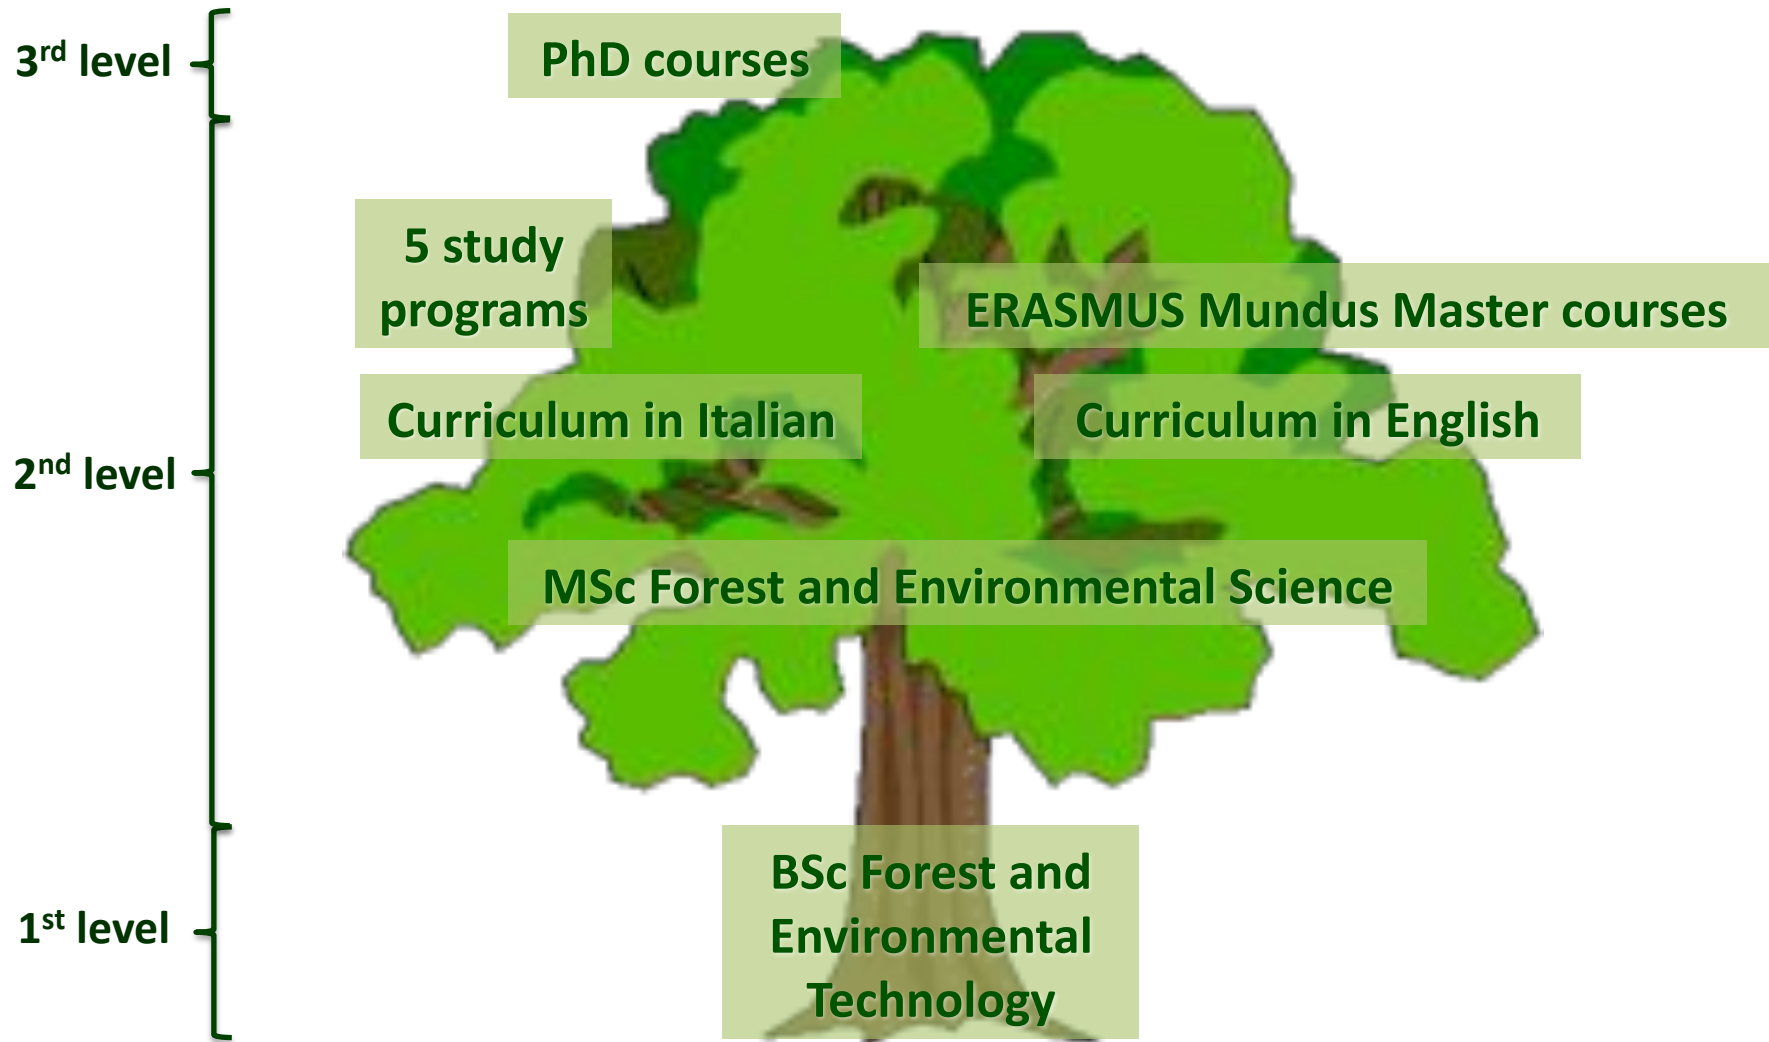 3rd level
PhD courses
5 study
programs
ERASMUS Mundus Master courses
Curriculum in Italian
Curriculum in English
2nd level
MSc Forest and Environmental Science
1st level
BSc Forest and
Environmental
Technology